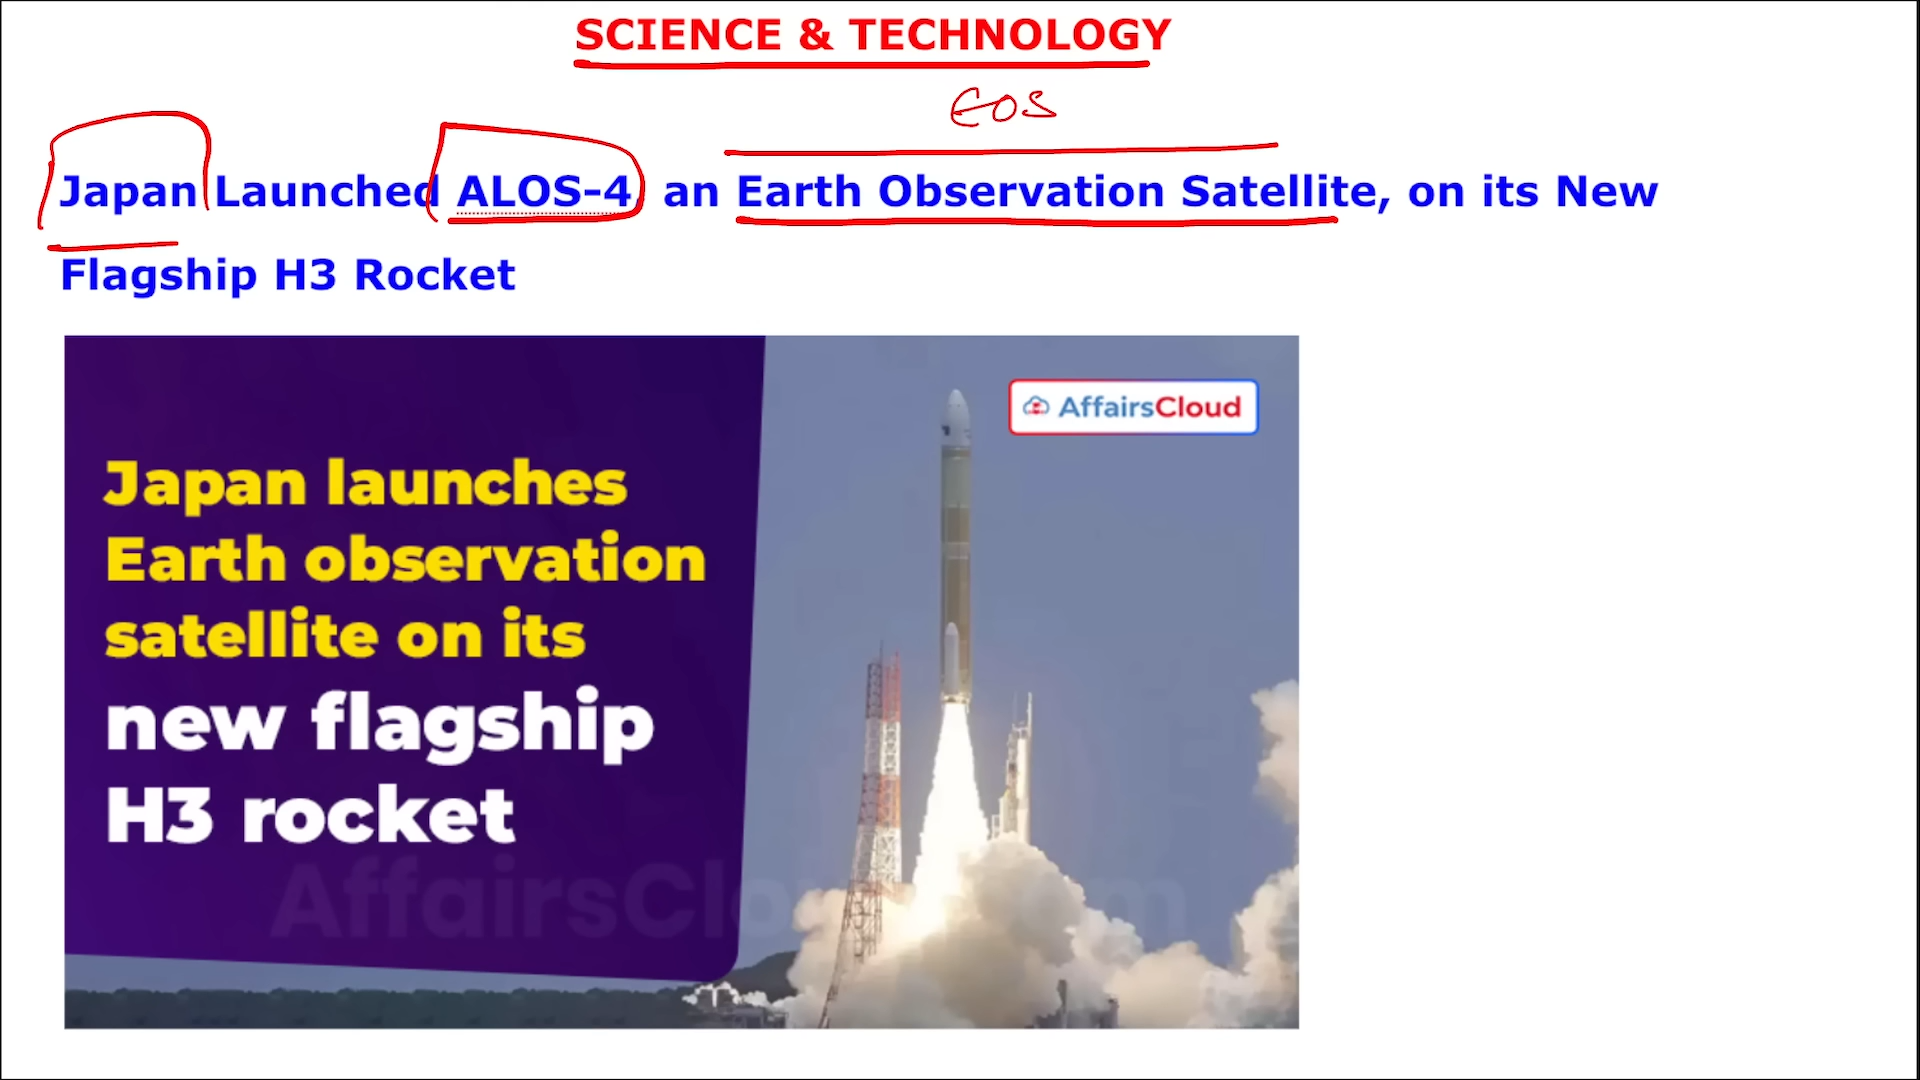 SCIENCE & TECHNOLOGY
EOS
Japan Launched ALOS-4, an Earth Observation Satellite, on its New
Flagship H3 Rocket
AffairsCloud
Japan launches
Earth observation
satellite on its
new flagship
H3 rocket
AffairsCloud.com